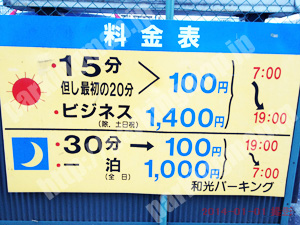 料金表
・15分 > 100円 7:00
但し最初の20分
・ビジネス 1,400円 19:00
(除.土日祝)
・30分 → 100円 19:00
・一泊 1,000円 7:00
(全日)
和光パーキング